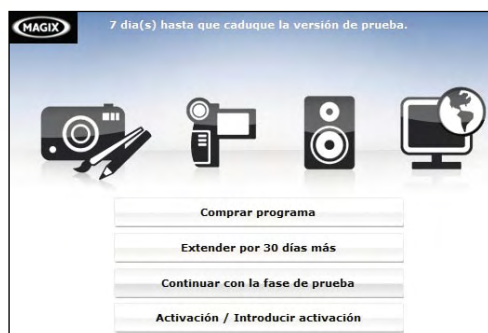 MAGIX
7 dia(s) hasta que caduque la versión de prueba.
Comprar programa
Extender por 30 días más
Continuar con la fase de prueba
Activación / Introducir activación